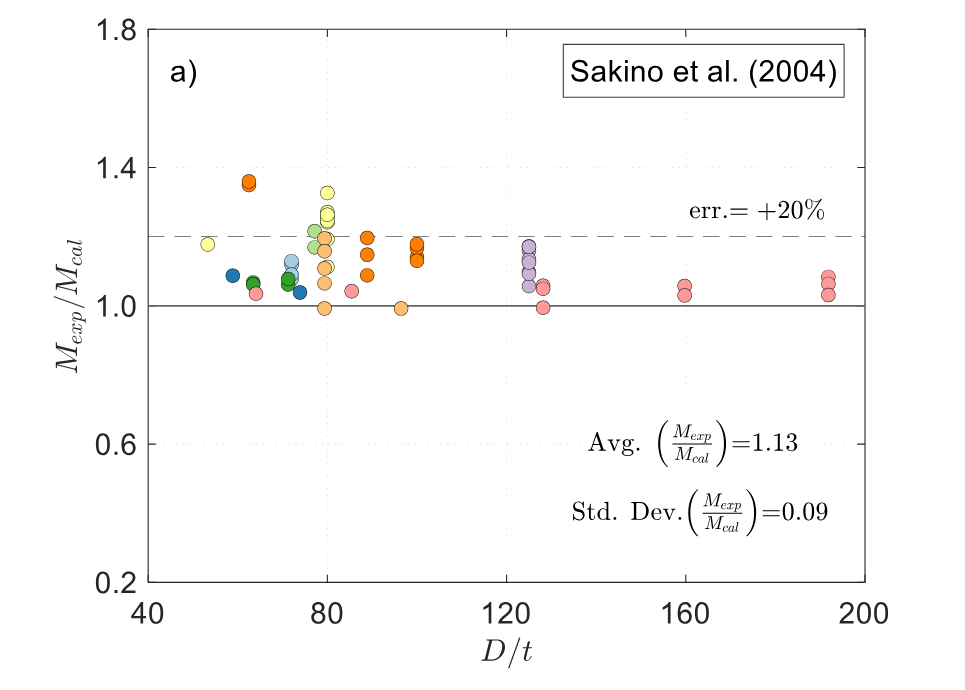 1.8
a)
Sakino et al. (2004)
1.4
err.= +20%
M_exp/M_cal
1.0
0.6
Avg. (M_exp/M_cal)=1.13
Std. Dev.(M_exp/M_cal)=0.09
0.2
40 80 120 160 200
D/t